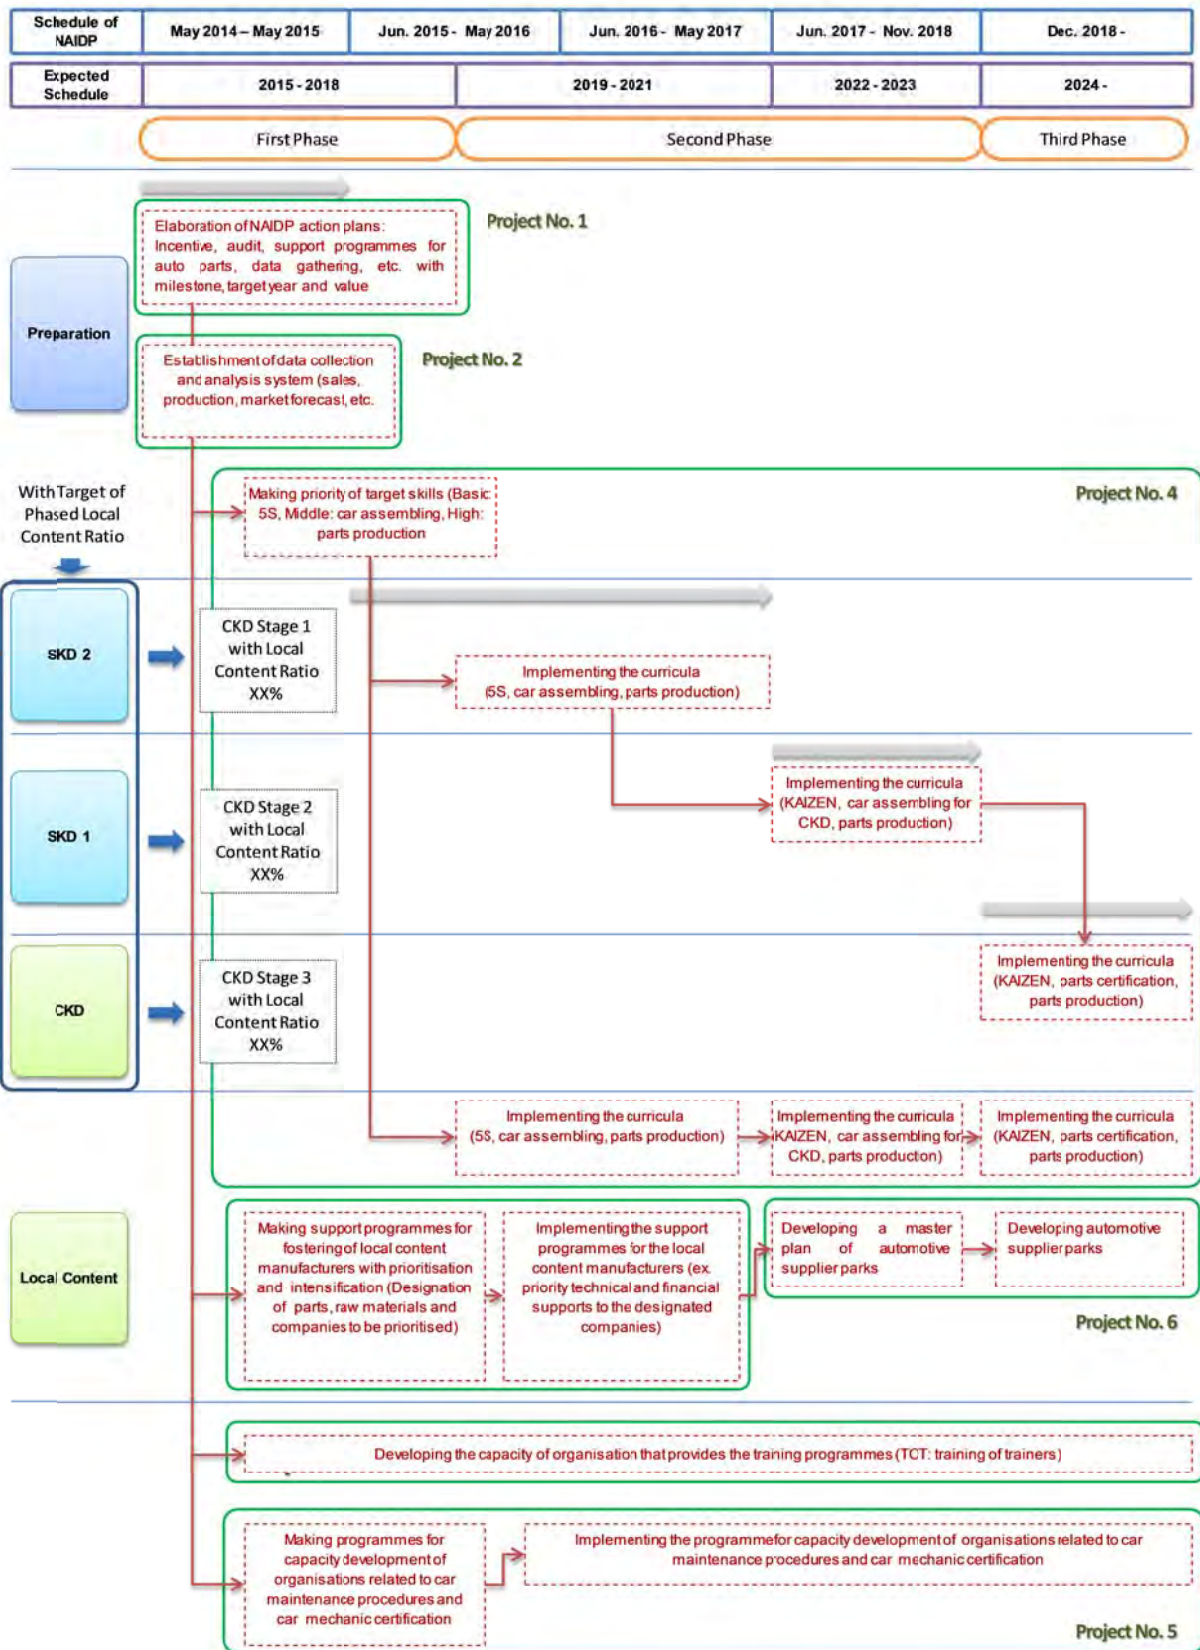 Schedule of
NAIDP
May 2014 – May 2015
Jun. 2015 - May 2016
Jun. 2016 - May 2017
Jun. 2017 - Nov. 2018
Dec. 2018 -
Expected
Schedule
2015 - 2018
2019 - 2021
2022 - 2023
2024 -
First Phase
Second Phase
Third Phase
Project No. 1
Elaboration of NAIDP action plans:
Incentive, audit, support programmes for
auto parts, data gathering, etc. with
milestone, target year and value
Preparation
Project No. 2
Establishment of data collection
and analysis system (sales,
production, market forecast, etc.
With Target of
Phased Local
Content Ratio
Project No. 4
Making priority of target skills (Basic:
5S, Middle: car assembling, High:
parts production
SKD 2
CKD Stage 1
with Local
Content Ratio
XX%
Implementing the curricula
(5S, car assembling, parts production)
SKD 1
CKD Stage 2
with Local
Content Ratio
XX%
Implementing the curricula
(KAIZEN, car assembling for
CKD, parts production)
CKD
CKD Stage 3
with Local
Content Ratio
XX%
Implementing the curricula
(KAIZEN, parts certification,
parts production)
Implementing the curricula
(5S, car assembling, parts production)
Implementing the curricula
KAIZEN, car assembling for
CKD, parts production)
Implementing the curricula
(KAIZEN, parts certification,
parts production)
Local Content
Making support programmes for
fostering of local content
manufacturers with prioritisation
and intensification (Designation
of parts, raw materials and
companies to be prioritised)
Implementing the support
programmes for the local
content manufacturers (ex.
priority technical and financial
supports to the designated
companies)
Developing a master
plan of automotive
supplier parks
Developing automotive
supplier parks
Project No. 6
Developing the capacity of organisation that provides the training programmes (TCT: training of trainers)
Making programmes for
capacity development of
organisations related to car
maintenance procedures and
car mechanic certification
Implementing the programmefor capacity development of organisations related to car
maintenance procedures and car mechanic certification
Project No. 5